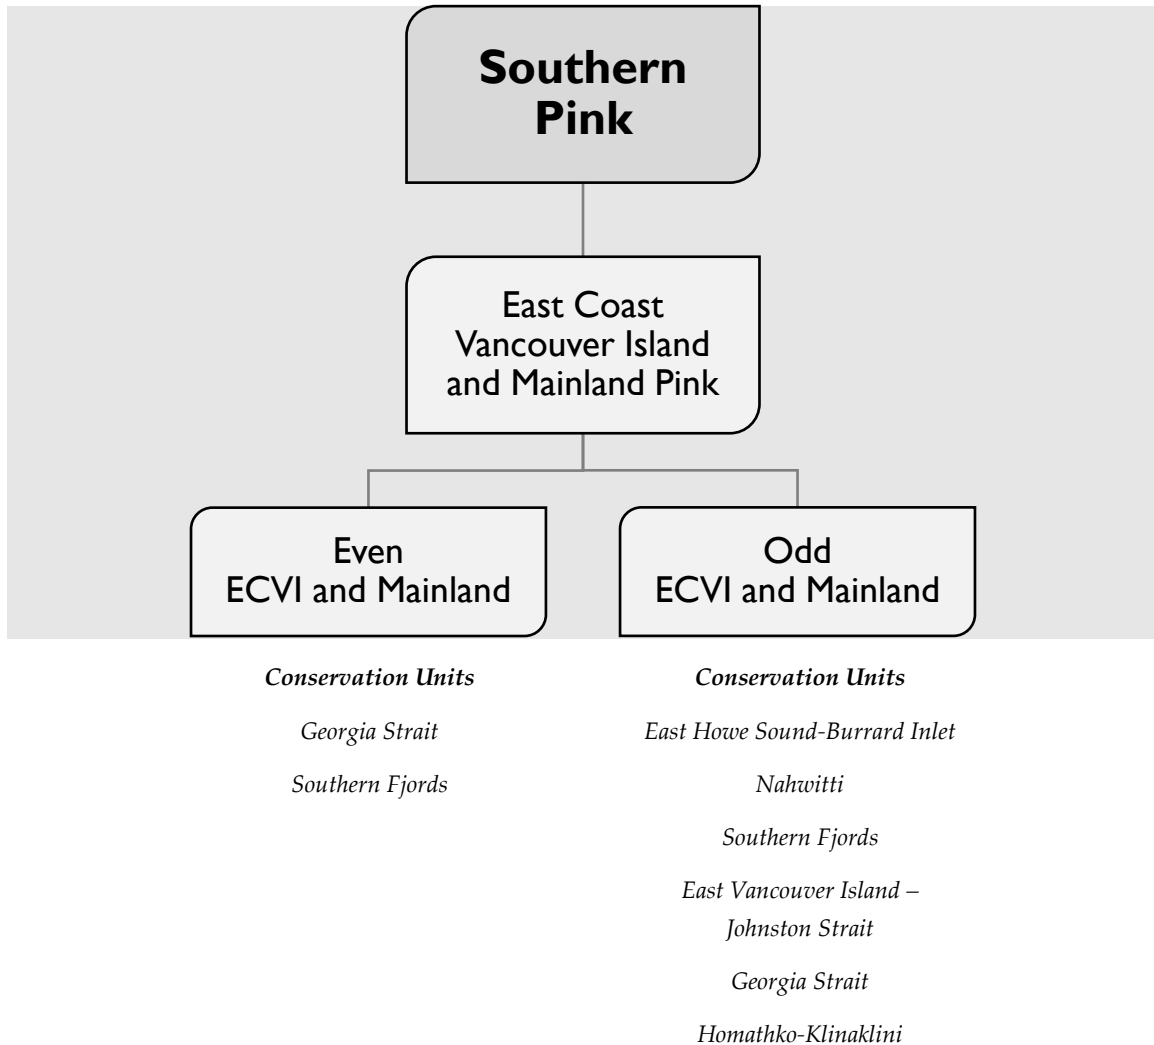 Southern
Pink
East Coast
Vancouver Island
and Mainland Pink
Even
ECVI and Mainland
Odd
ECVI and Mainland
Conservation Units
Georgia Strait
Southern Fjords
Conservation Units
East Howe Sound-Burrard Inlet
Nahwitti
Southern Fjords
East Vancouver Island –
Johnston Strait
Georgia Strait
Homathko-Klinaklini